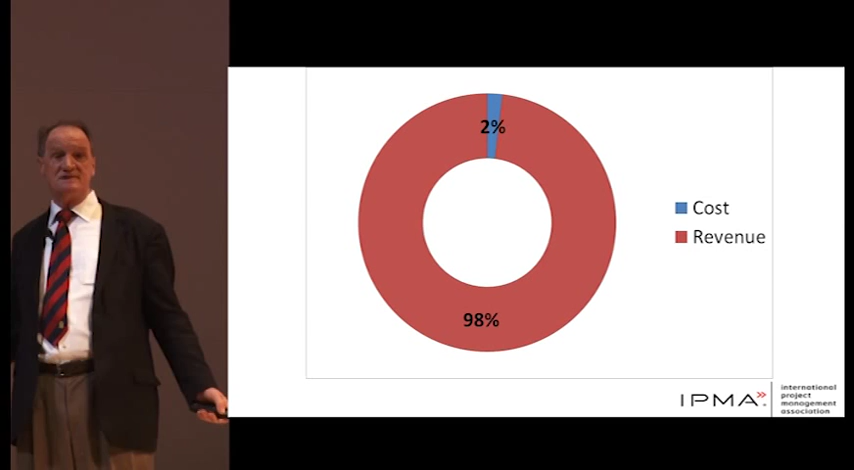 2%
98%
Cost
Revenue
IPMA
international
project
management
association